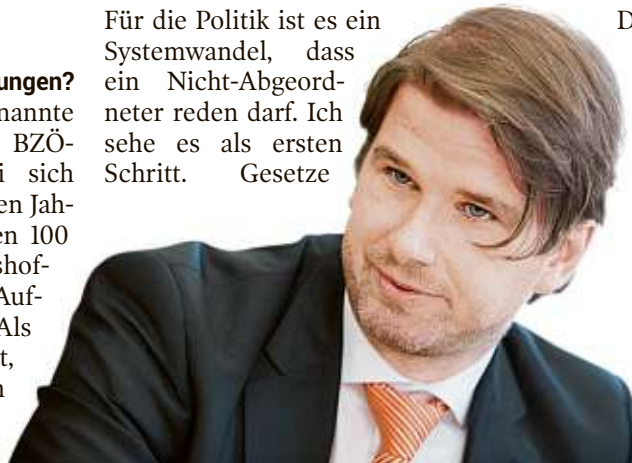 ungen?
nannte
BZÖ-
i sich
en Jah-
en 100
shof-
Auf-
Als
t,
n
Für die Politik ist es ein
Systemwandel, dass
ein Nicht-Abgeord-
neter reden darf. Ich
sehe es als ersten
Schritt. Gesetze
D